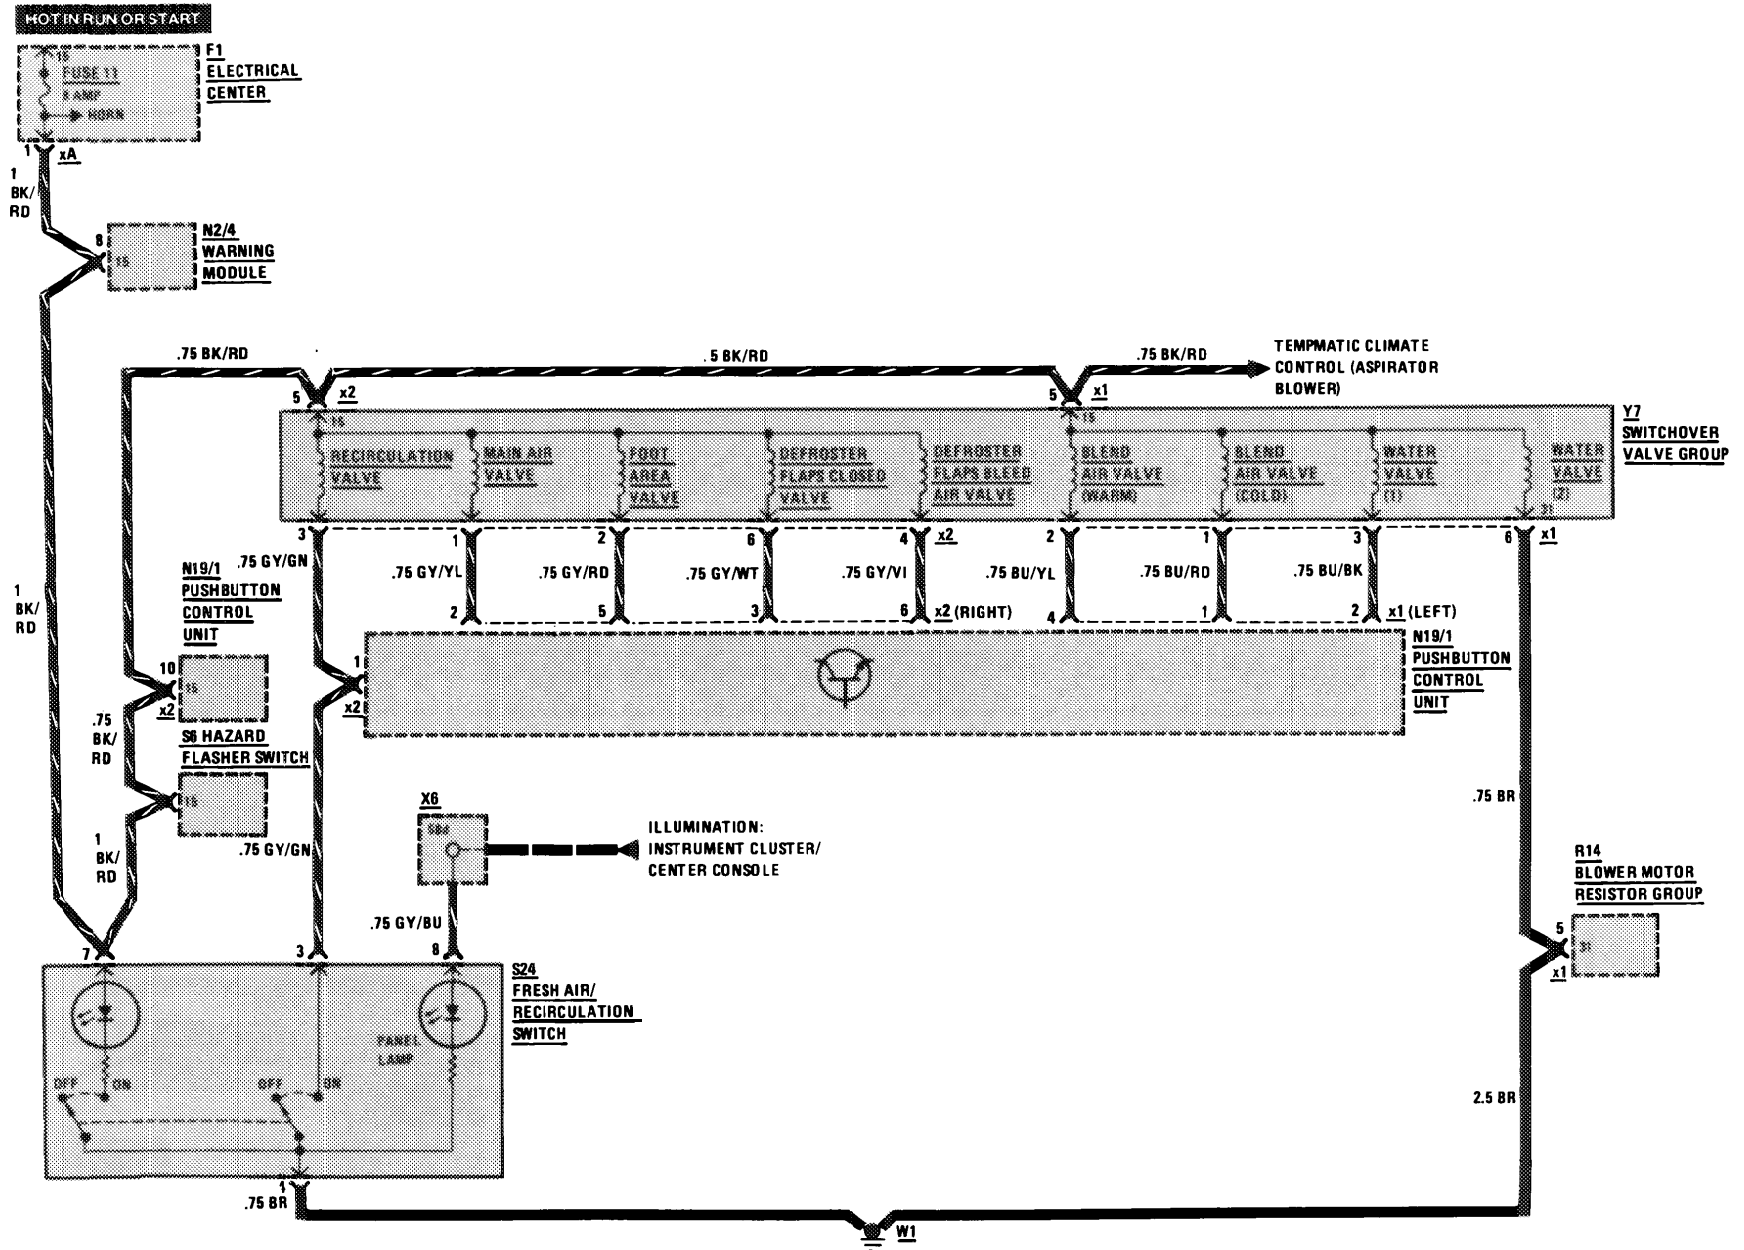 HOT IN RUN OR START
F1
ELECTRICAL
CENTER
15
FUSE 11
8 AMP
HORN
1
xA
1
BK/
RD
8
15
N2/4
WARNING
MODULE
.75 BK/RD
.5 BK/RD
.75 BK/RD
TEMPMATIC CLIMATE
CONTROL (ASPIRATOR
BLOWER)
5
x2
5
x1
15
15
Y7
SWITCHOVER
VALVE GROUP
RECIRCULATION
VALVE
MAIN AIR
VALVE
FOOT
AREA
VALVE
DEFROSTER
FLAPS CLOSED
VALVE
DEFROSTER
FLAPS BLEED
AIR VALVE
BLEND
AIR VALVE
(WARM)
BLEND
AIR VALVE
(COLD)
WATER
VALVE
(1)
WATER
VALVE
(2)
31
3
1
2
6
4
x2
2
1
3
6
x1
.75 GY/GN
.75 GY/YL
.75 GY/RD
.75 GY/WT
.75 GY/VI
.75 BU/YL
.75 BU/RD
.75 BU/BK
2
5
3
6
x2 (RIGHT)
4
1
2
x1 (LEFT)
1
BK/
RD
N19/1
PUSHBUTTON
CONTROL
UNIT
10
15
x2
1
x2
N19/1
PUSHBUTTON
CONTROL
UNIT
.75
BK/
RD
S6 HAZARD
FLASHER SWITCH
15
.75 BR
1
BK/
RD
.75 GY/GN
X6
58d
ILLUMINATION:
INSTRUMENT CLUSTER/
CENTER CONSOLE
.75 GY/BU
R14
BLOWER MOTOR
RESISTOR GROUP
5
31
x1
7
3
8
S24
FRESH AIR/
RECIRCULATION
SWITCH
PANEL
LAMP
OFF
ON
OFF
ON
2.5 BR
1
.75 BR
W1